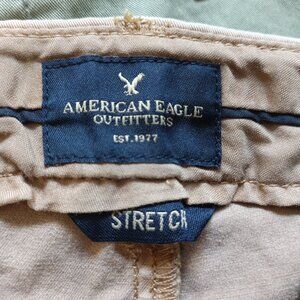 AMERICAN EAGLE
OUTFITTERS
EST. 1977
STRETCH